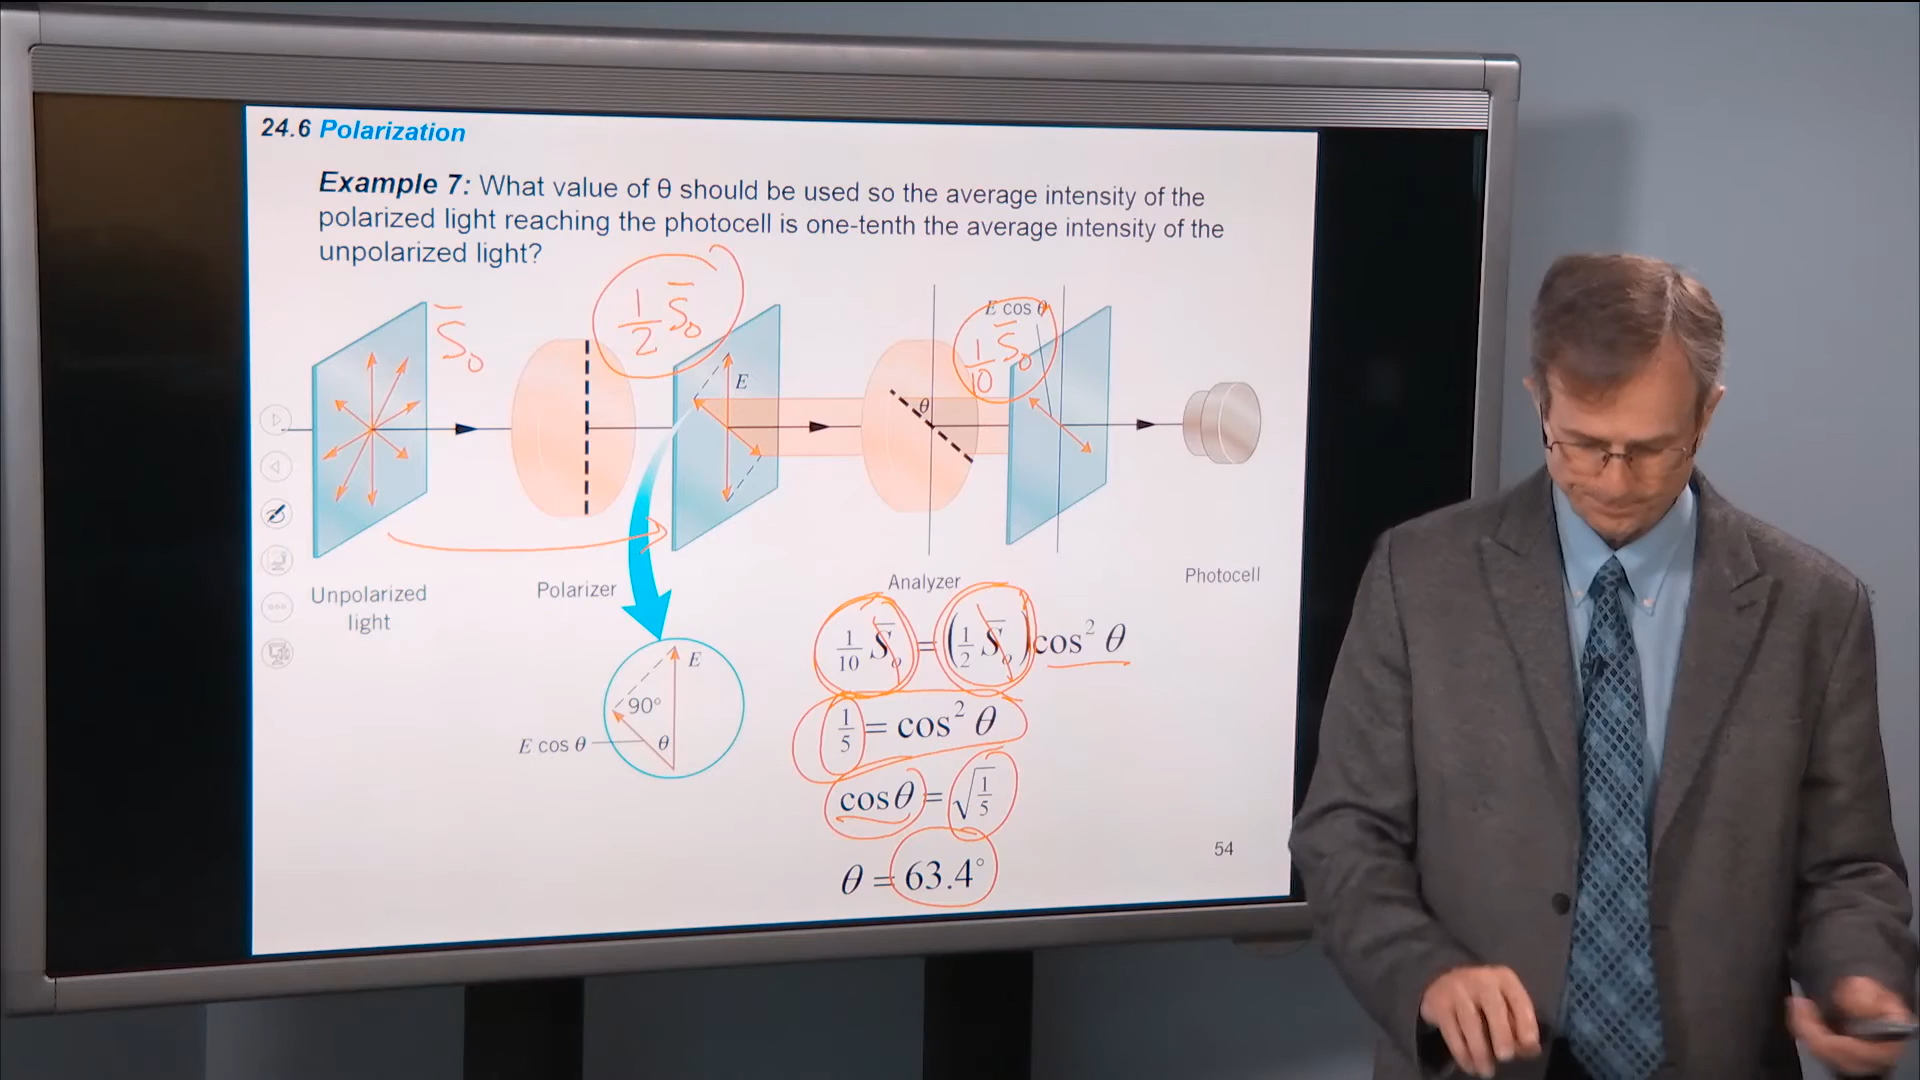 24.6 Polarization
Example 7: What value of θ should be used so the average intensity of the
polarized light reaching the photocell is one-tenth the average intensity of the
unpolarized light?
S̄₀
1/2 S̄₀
E cos θ
1/10 S̄₀
E
θ
Unpolarized
light
Polarizer
Analyzer
Photocell
E
90°
E cos θ
θ
1/10 S̄ₒ = (1/2 S̄ₒ) cos² θ
1/5 = cos² θ
cos θ = √(1/5)
θ = 63.4°
54